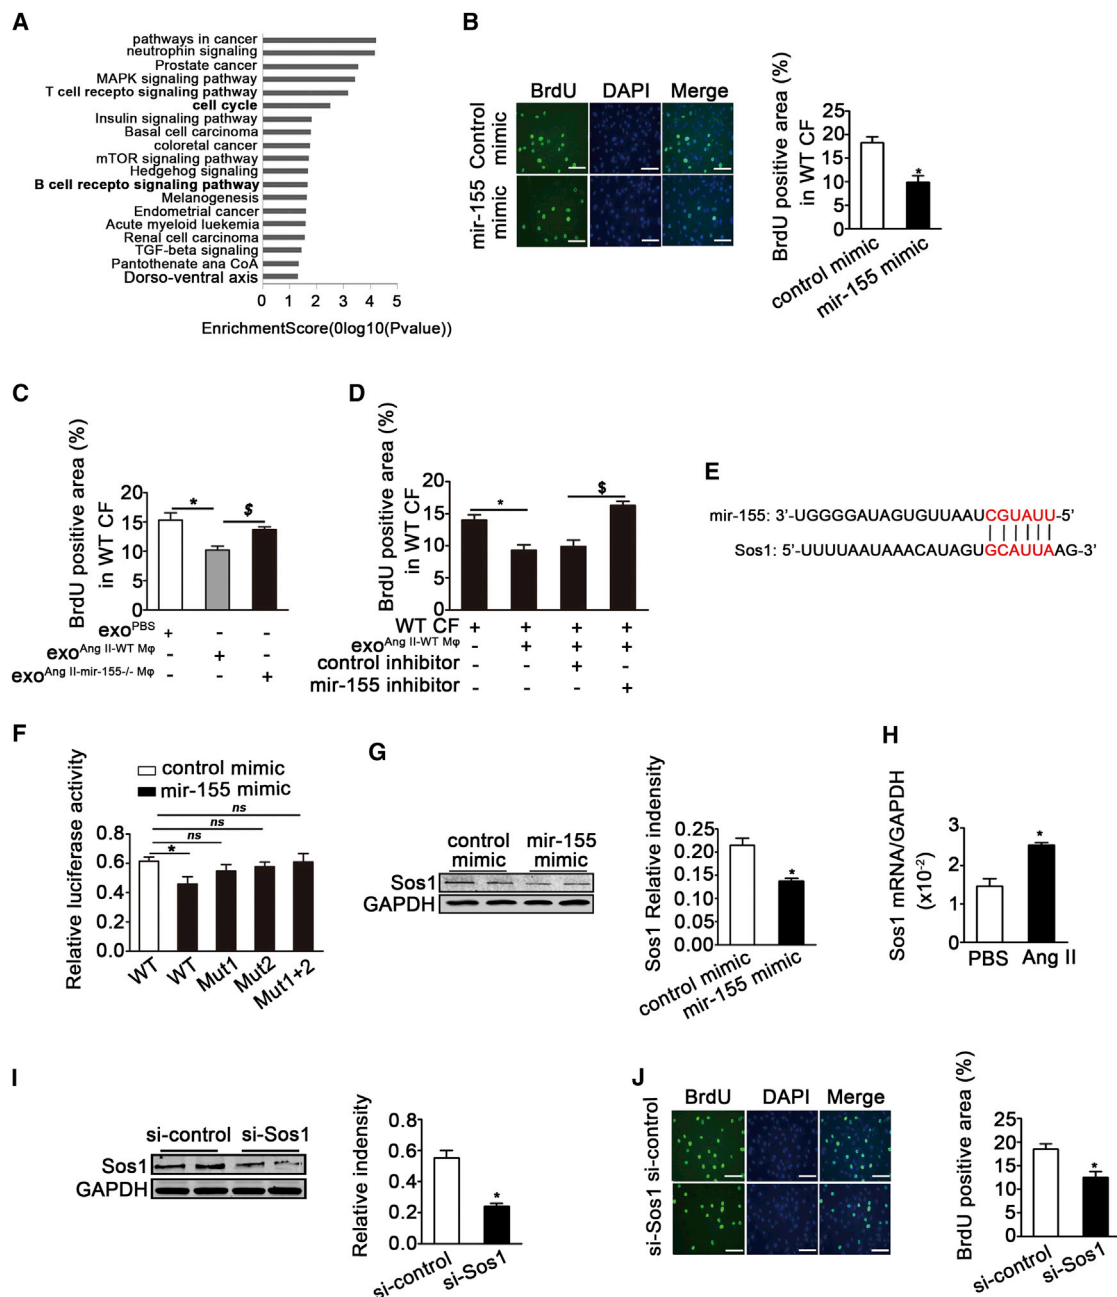 A
pathways in cancer
neutrophin signaling
Prostate cancer
MAPK signaling pathway
T cell recepto signaling pathway
cell cycle
Insulin signaling pathway
Basal cell carcinoma
coloretal cancer
mTOR signaling pathway
Hedgehog signaling
B cell recepto signaling pathway
Melanogenesis
Endometrial cancer
Acute myeloid luekemia
Renal cell carcinoma
TGF-beta signaling
Pantothenate ana CoA
Dorso-ventral axis
0 1 2 3 4 5
EnrichmentScore(0log10(Pvalue))
B
BrdU DAPI Merge
Control mimic
mir-155 mimic
BrdU positive area (%)
in WT CF
25
20
15
10
5
0
*
control mimic
mir-155 mimic
C
BrdU positive area (%)
in WT CF
20
15
10
5
0
* $
exoPBS + - -
exoAng II-WT Mφ - + -
exoAng II-mir-155-/- Mφ - - +
D
BrdU positive area (%)
in WT CF
20
15
10
5
0
* $
WT CF + + + +
exoAng II-WT Mφ - + + +
control inhibitor - - + -
mir-155 inhibitor - - - +
E
mir-155: 3’-UGGGGAUAGUGUUAAUCGUAUU-5’
Sos1: 5’-UUUUAAUAAACAUAGUGCAUUAAG-3’
F
control mimic
mir-155 mimic
Relative luciferase activity
0.8
0.6
0.4
0.2
0.0
ns
ns
ns
*
WT WT Mut1 Mut2 Mut1+2
G
control mimic
mir-155 mimic
Sos1
GAPDH
Sos1 Relative indensity
0.25
0.20
0.15
0.10
0.05
0.00
*
control mimic
mir-155 mimic
H
Sos1 mRNA/GAPDH
(x10-2)
3
2
1
0
*
PBS Ang II
I
si-control si-Sos1
Sos1
GAPDH
Relative indensity
0.8
0.6
0.4
0.2
0.0
*
si-control
si-Sos1
J
BrdU DAPI Merge
si-control
si-Sos1
BrdU positive area (%)
25
20
15
10
5
0
*
si-control
si-Sos1